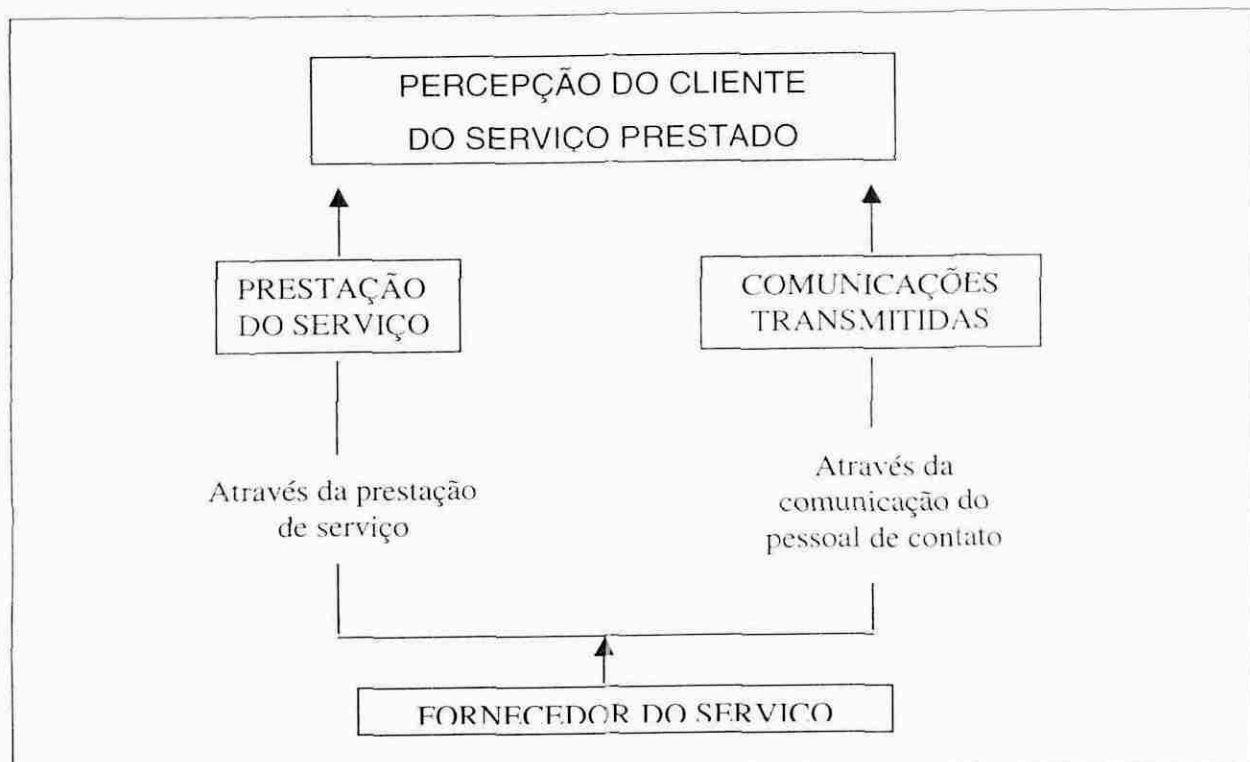 PERCEPÇÃO DO CLIENTE
DO SERVIÇO PRESTADO
PRESTAÇÃO
DO SERVIÇO
COMUNICAÇÕES
TRANSMITIDAS
Através da prestação
de serviço
Através da
comunicação do
pessoal de contato
FORNECEDOR DO SERVIÇO